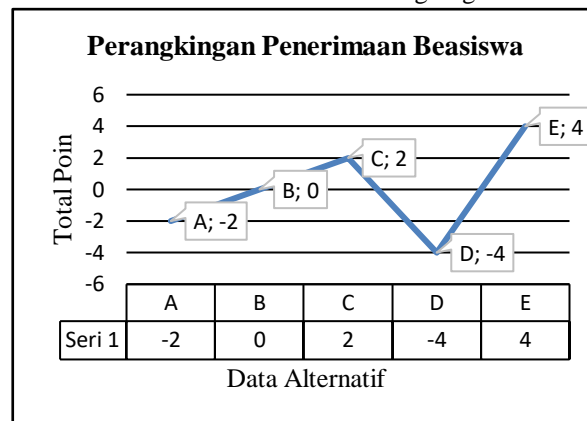 Perangkingan Penerimaan Beasiswa
Total Poin
6
4
2
0
-2
-4
-6
A; -2
B; 0
C; 2
D; -4
E; 4
A B C D E
Seri 1 -2 0 2 -4 4
Data Alternatif